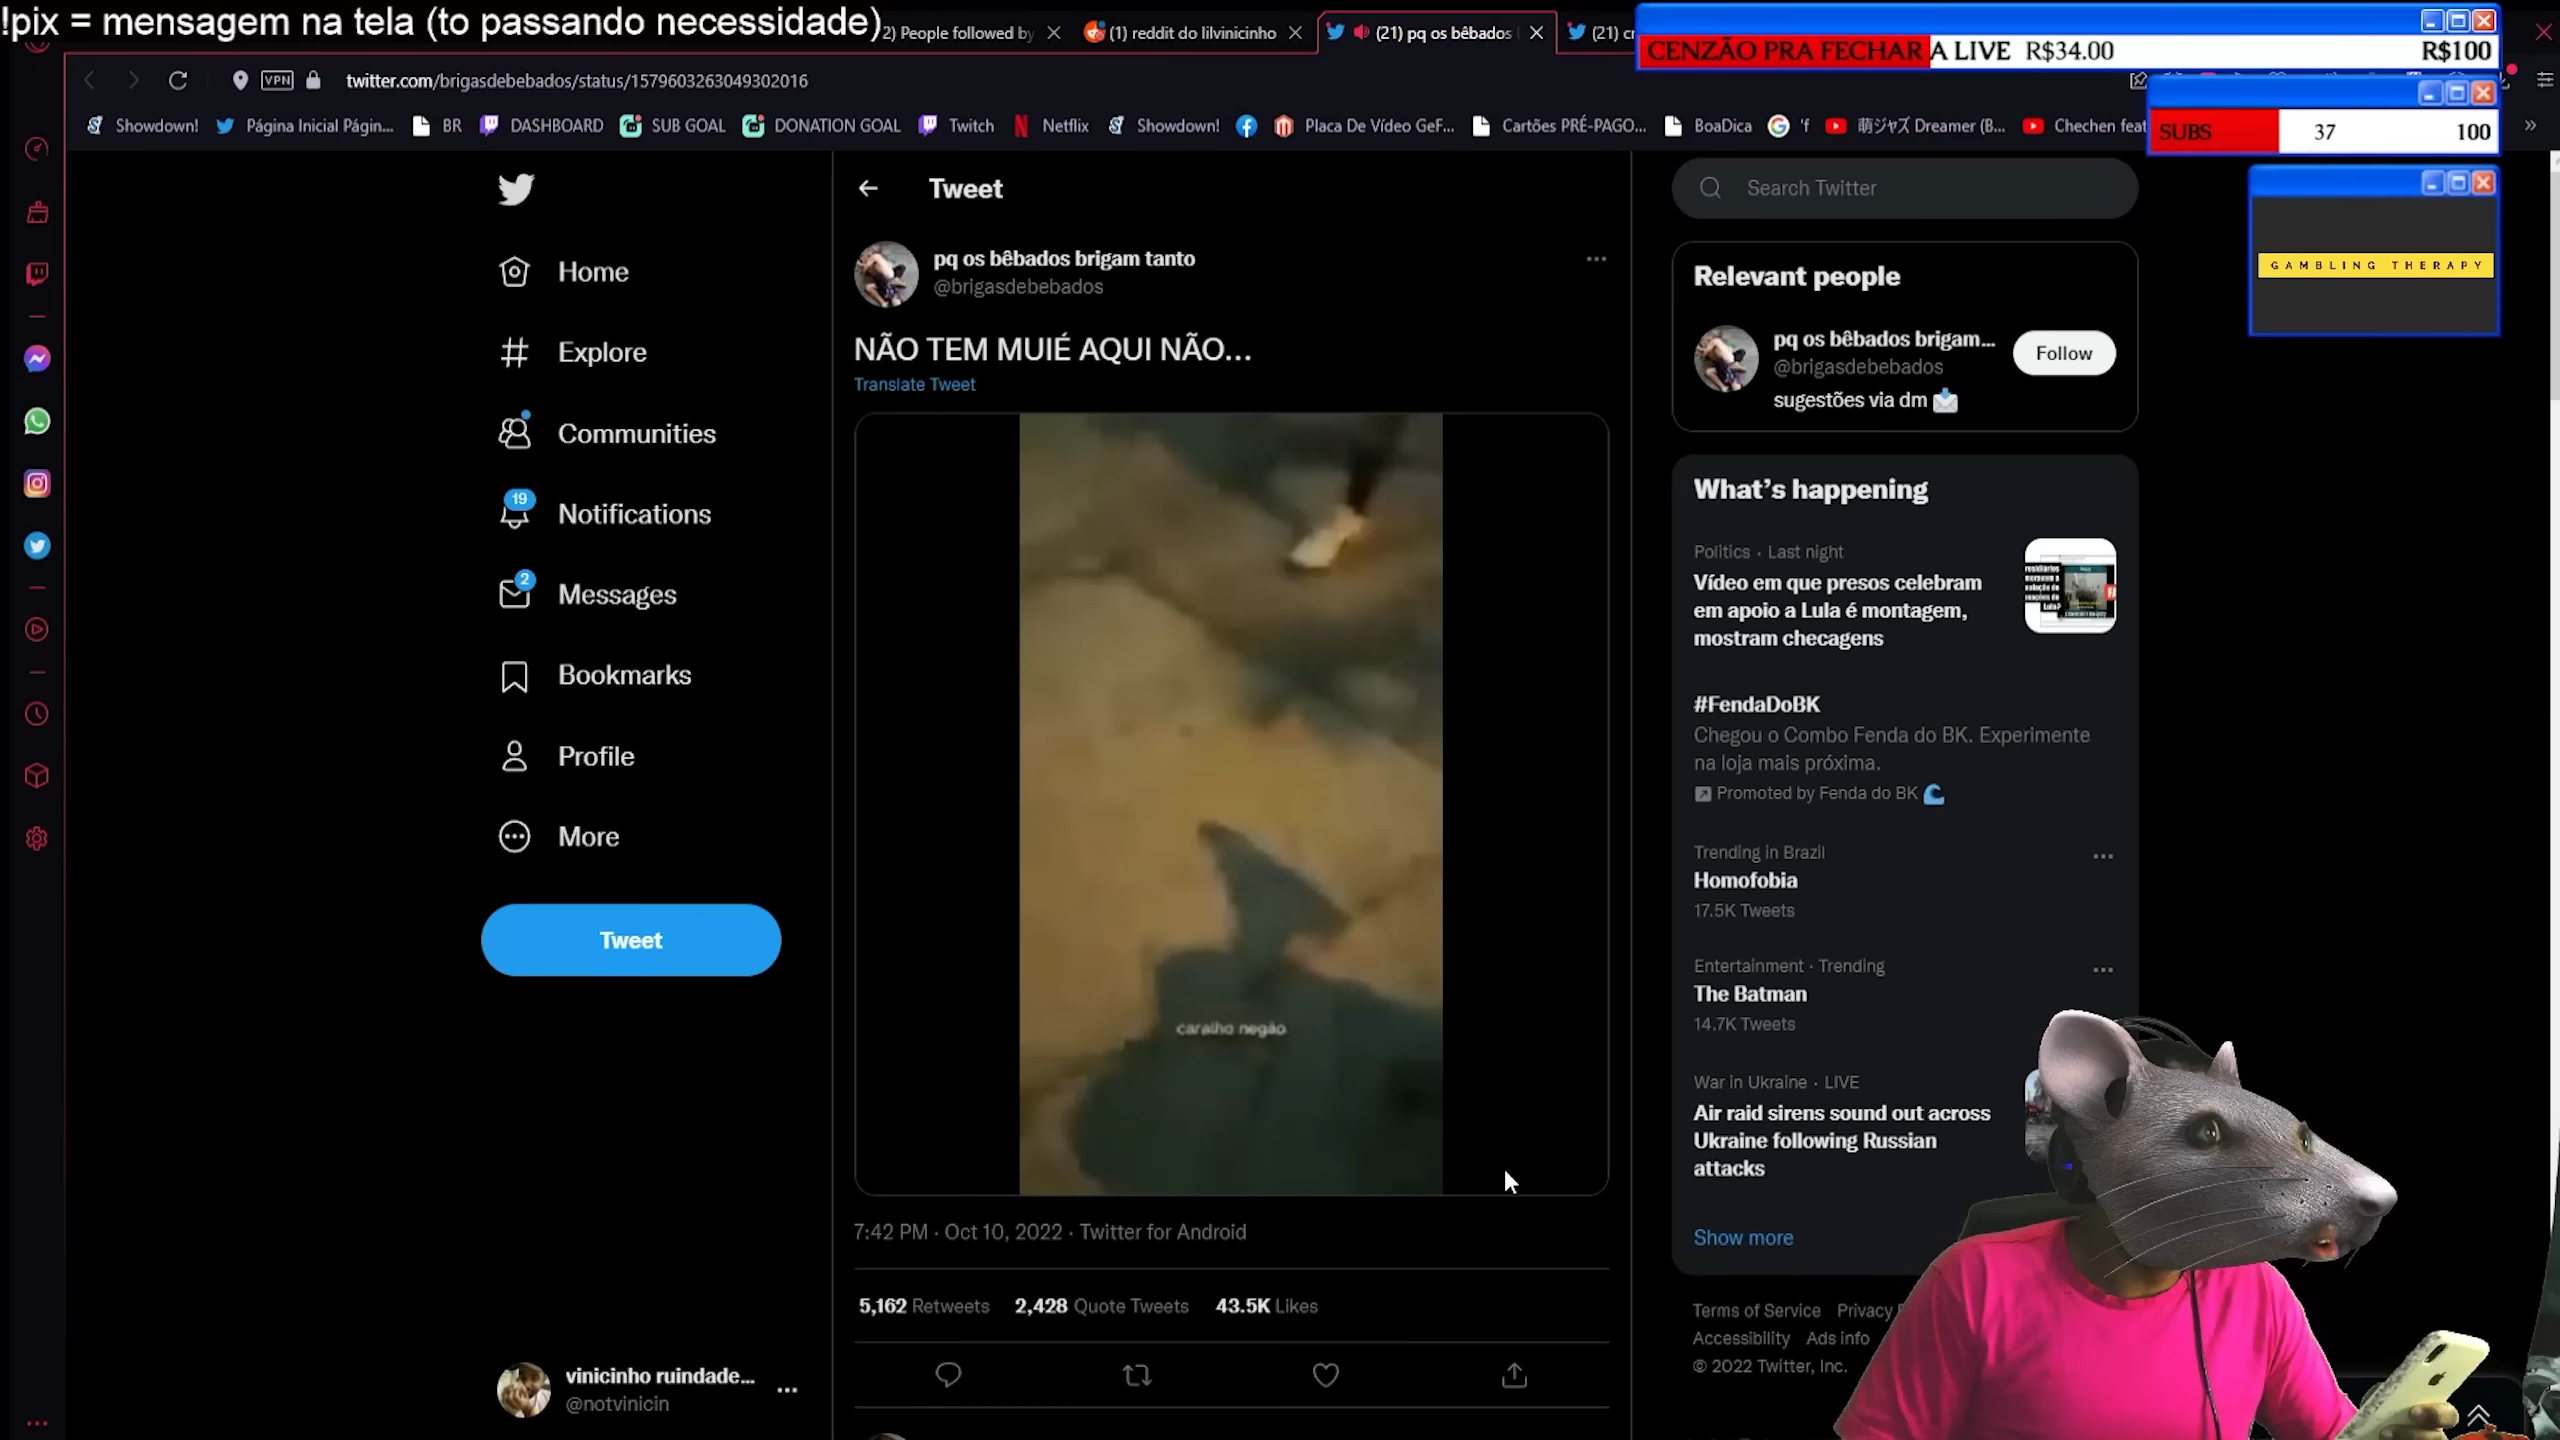 !pix = mensagem na tela (to passando necessidade)
2) People followed by
(1) reddit do lilvinicinho
(21) pq os bêbados
(21) cr
CENZÃO PRA FECHAR A LIVE R$34.00 R$100
VPN
twitter.com/brigasdebebados/status/1579603263049302016
Showdown!
Página Inicial Págin...
BR
DASHBOARD
SUB GOAL
DONATION GOAL
Twitch
Netflix
Showdown!
Placa De Vídeo GeF...
Cartões PRÉ-PAGO...
BoaDica
'f
萌ジャズ Dreamer (B...
Chechen feat
SUBS 37 100
GAMBLING THERAPY
Home
Explore
Communities
19
Notifications
2
Messages
Bookmarks
Profile
More
Tweet
vinicinho ruindade...
@notvinicin
Tweet
pq os bêbados brigam tanto
@brigasdebebados
NÃO TEM MUIÉ AQUI NÃO...
Translate Tweet
caralho negão
7:42 PM · Oct 10, 2022 · Twitter for Android
5,162 Retweets 2,428 Quote Tweets 43.5K Likes
Search Twitter
Relevant people
pq os bêbados brigam...
@brigasdebebados
Follow
sugestões via dm
What's happening
Politics · Last night
Vídeo em que presos celebram
em apoio a Lula é montagem,
mostram checagens
#FendaDoBK
Chegou o Combo Fenda do BK. Experimente
na loja mais próxima.
Promoted by Fenda do BK
Trending in Brazil
Homofobia
17.5K Tweets
Entertainment · Trending
The Batman
14.7K Tweets
War in Ukraine · LIVE
Air raid sirens sound out across
Ukraine following Russian
attacks
Show more
Terms of Service Privacy
Accessibility Ads info
© 2022 Twitter, Inc.